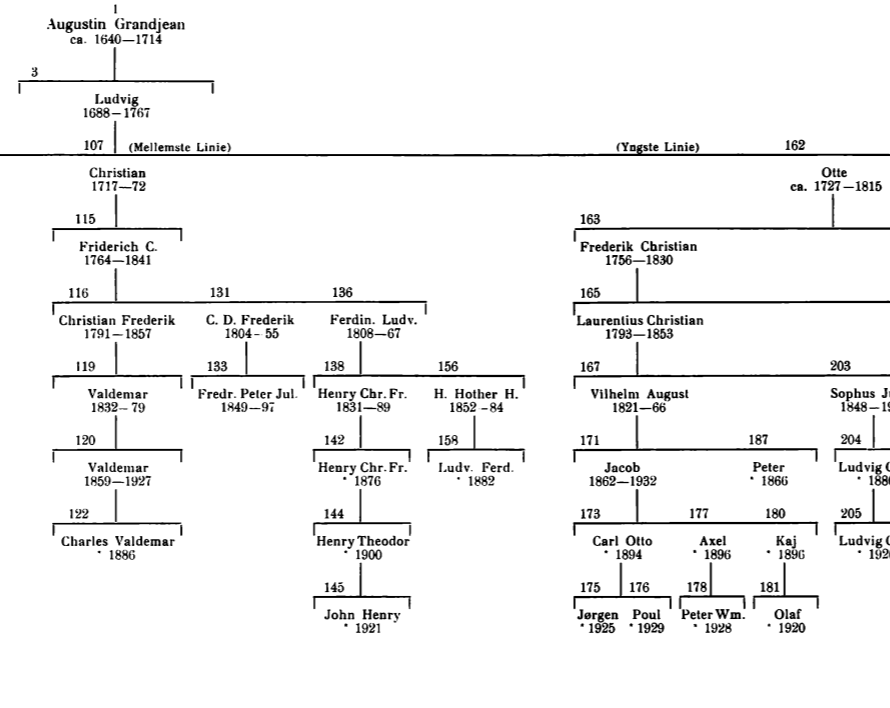 1
Augustin Grandjean
ca. 1640—1714
3
Ludvig
1688—1767
107 (Mellemste Linie) (Yngste Linie) 162
Christian Otte
1717—72 ca. 1727—1815
115 163
Friderich C. Frederik Christian
1764—1841 1756—1830
116 131 136 165
Christian Frederik C. D. Frederik Ferdin. Ludv. Laurentius Christian
1791—1857 1804-55 1808—67 1793—1853
119 133 138 156 167 203
Valdemar Fredr. Peter Jul. Henry Chr. Fr. H. Hother H. Vilhelm August Sophus
1832—79 1849—97 1831—89 1852-84 1821—66 1848—
120 142 158 171 187 204
Valdemar Henry Chr. Fr. Ludv. Ferd. Jacob Peter Ludvig
1859—1927 * 1876 * 1882 1862—1932 * 1866
122 144 173 177 180 205
Charles Valdemar Henry Theodor Carl Otto Axel Kaj Ludvig
* 1886 * 1900 * 1894 * 1896 * 1896
145 175 176 178 181
John Henry Jørgen Poul Peter Wm. Olaf
* 1921 * 1925 * 1929 * 1928 * 1920